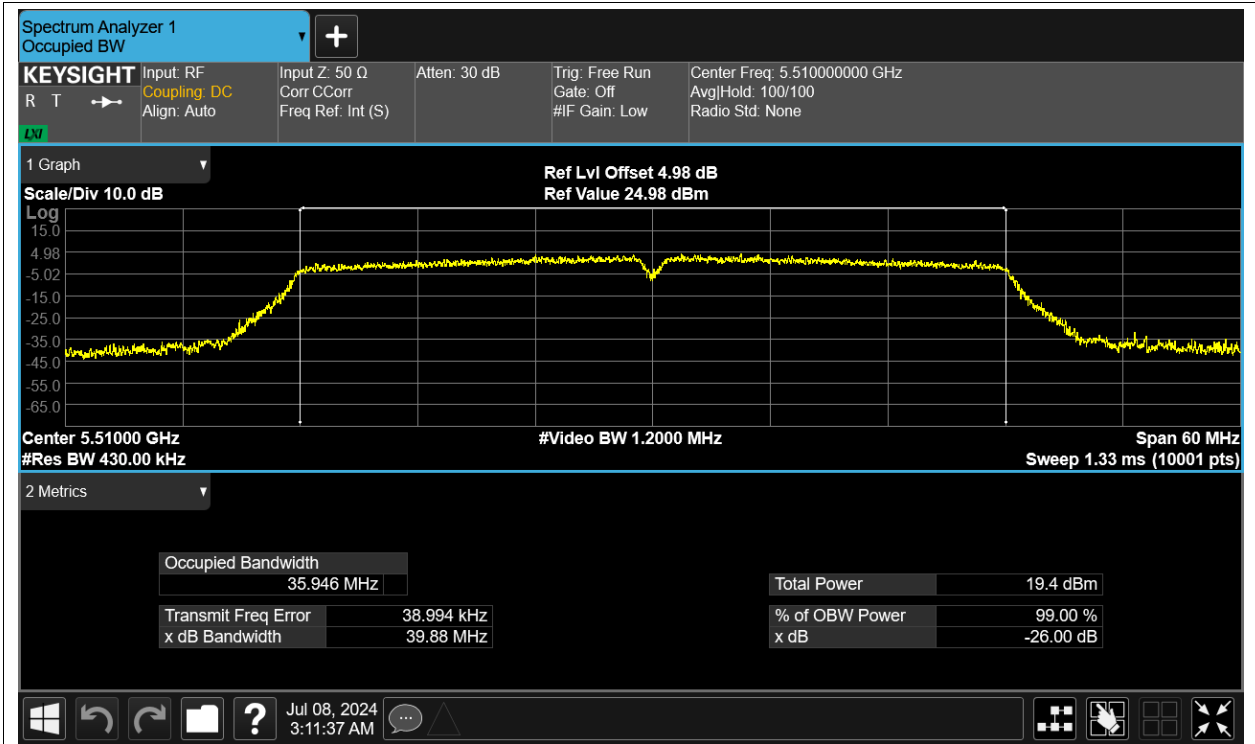 Spectrum Analyzer 1
Occupied BW
KEYSIGHT
R T
LXI
Input: RF
Coupling: DC
Align: Auto
Input Z: 50 Ω
Corr CCorr
Freq Ref: Int (S)
Atten: 30 dB
Trig: Free Run
Gate: Off
#IF Gain: Low
Center Freq: 5.510000000 GHz
Avg|Hold: 100/100
Radio Std: None
1 Graph
Scale/Div 10.0 dB
Ref Lvl Offset 4.98 dB
Ref Value 24.98 dBm
Log
15.0
4.98
-5.02
-15.0
-25.0
-35.0
-45.0
-55.0
-65.0
Center 5.51000 GHz
#Video BW 1.2000 MHz
Span 60 MHz
#Res BW 430.00 kHz
Sweep 1.33 ms (10001 pts)
2 Metrics
Occupied Bandwidth
35.946 MHz
Transmit Freq Error 38.994 kHz
x dB Bandwidth 39.88 MHz
Total Power 19.4 dBm
% of OBW Power 99.00 %
x dB -26.00 dB
?
Jul 08, 2024
3:11:37 AM